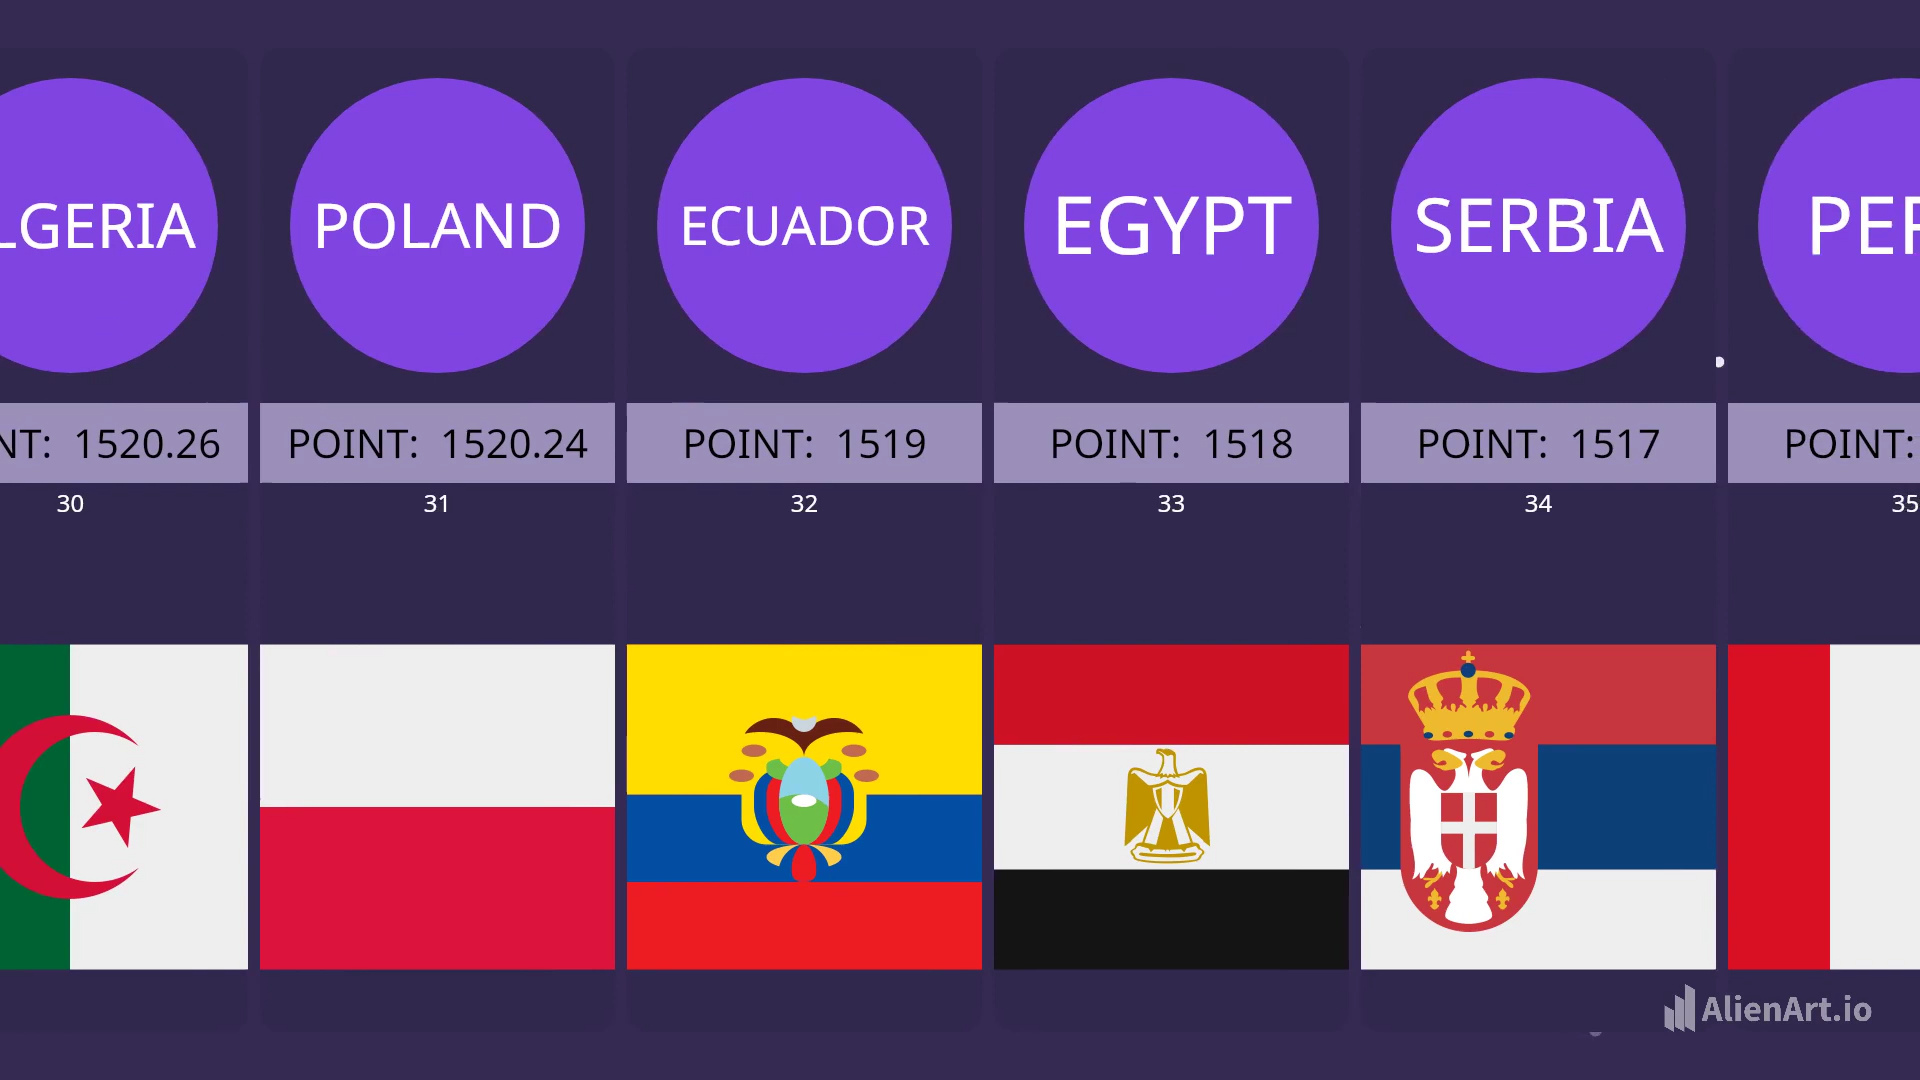 LGERIA
POLAND
ECUADOR
EGYPT
SERBIA
PER
NT: 1520.26
POINT: 1520.24
POINT: 1519
POINT: 1518
POINT: 1517
POINT:
30
31
32
33
34
35
AlienArt.io